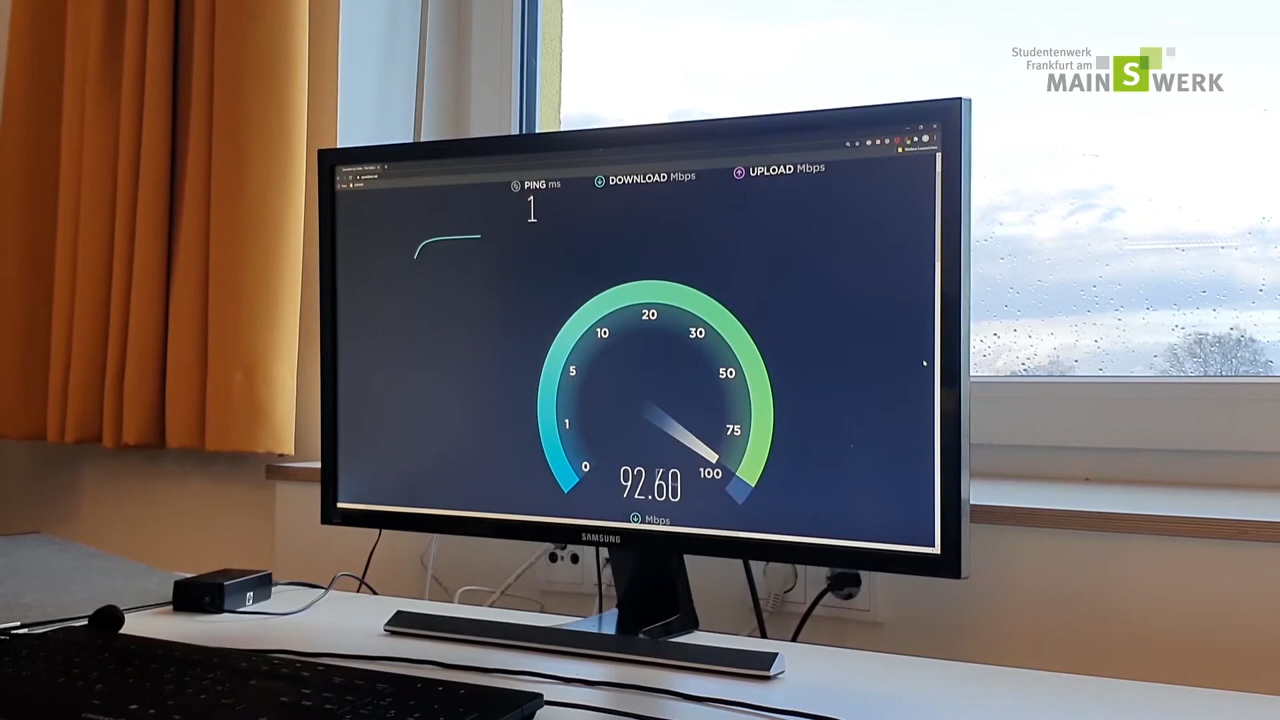 Studentenwerk
Frankfurt am
MAIN S WERK
PING ms
DOWNLOAD Mbps
UPLOAD Mbps
1
20
10
30
5
50
1
75
0
100
92.60
Mbps
SAMSUNG